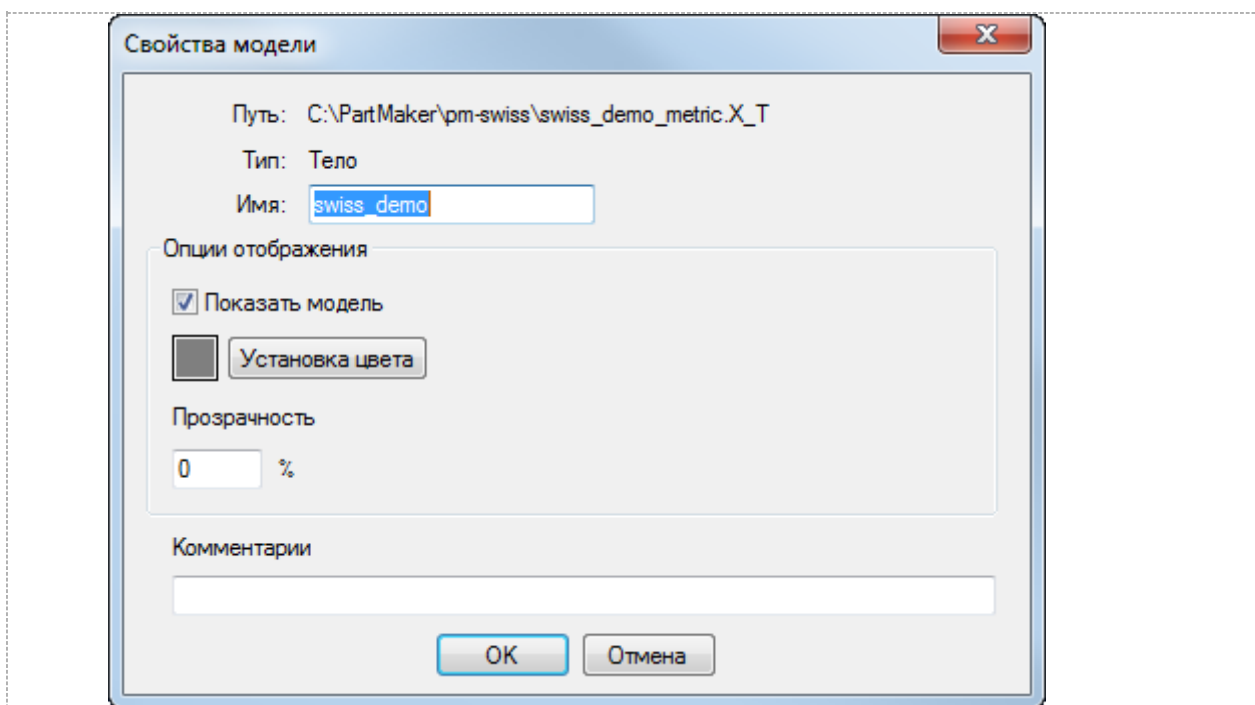 Свойства модели
Путь: C:\PartMaker\pm-swiss\swiss_demo_metric.X_T
Тип: Тело
Имя: swiss_demo
Опции отображения
Показать модель
Установка цвета
Прозрачность
0 %
Комментарии
OK Отмена